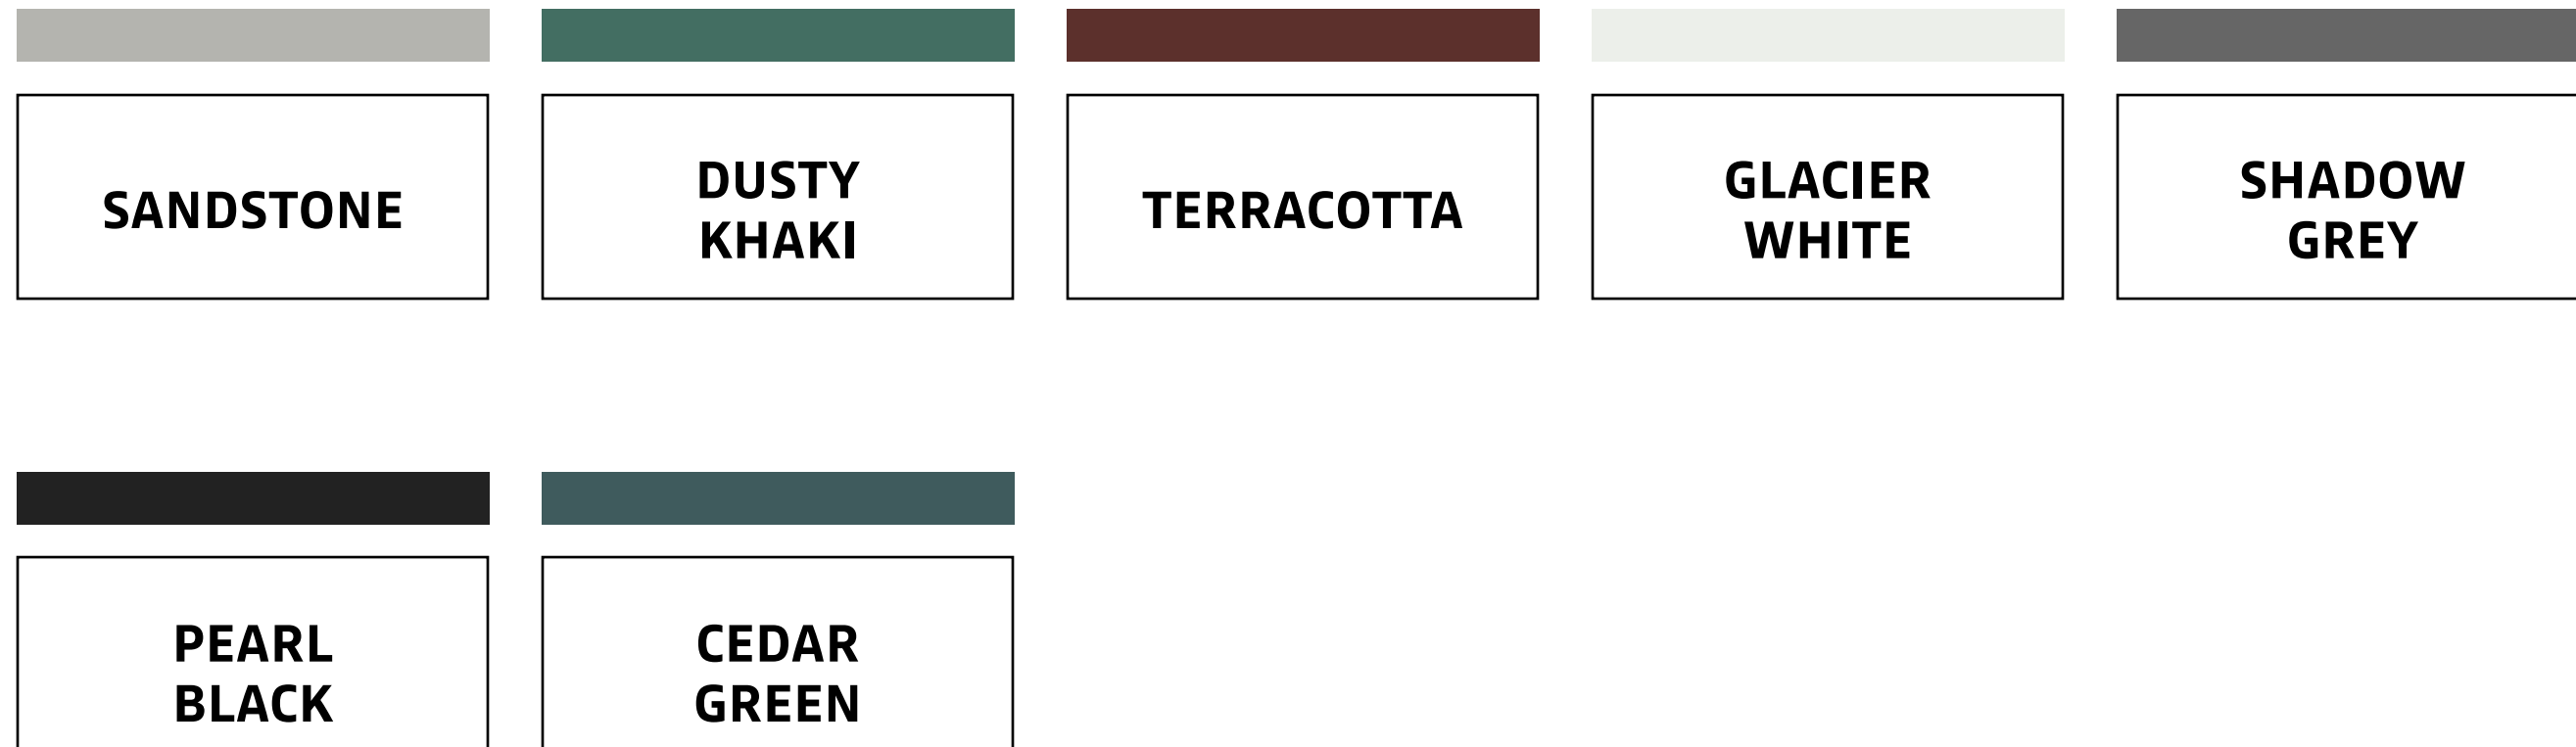 SANDSTONE
DUSTY
KHAKI
TERRACOTTA
GLACIER
WHITE
SHADOW
GREY
PEARL
BLACK
CEDAR
GREEN